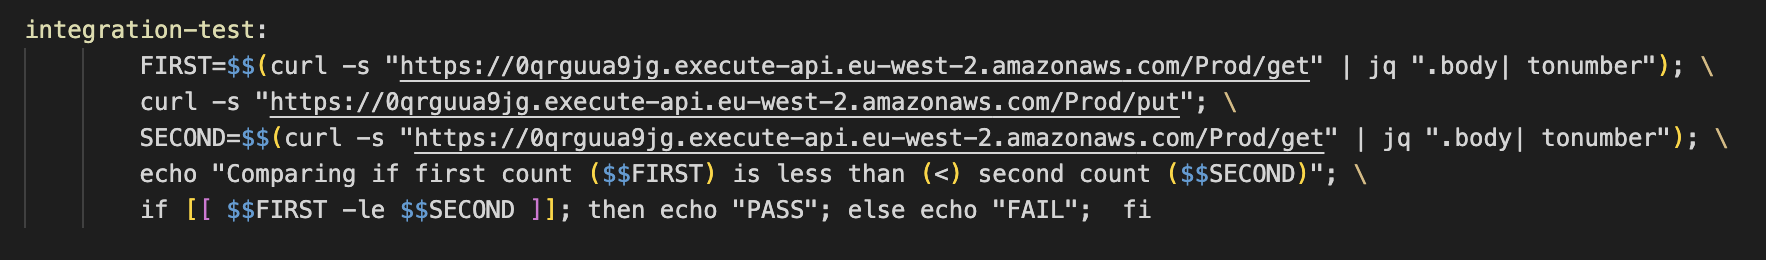 integration-test:
FIRST=$$(curl -s "https://0qrguua9jg.execute-api.eu-west-2.amazonaws.com/Prod/get" | jq ".body| tonumber"); \
curl -s "https://0qrguua9jg.execute-api.eu-west-2.amazonaws.com/Prod/put"; \
SECOND=$$(curl -s "https://0qrguua9jg.execute-api.eu-west-2.amazonaws.com/Prod/get" | jq ".body| tonumber"); \
echo "Comparing if first count ($$FIRST) is less than (<) second count ($$SECOND)"; \
if [[ $$FIRST -le $$SECOND ]]; then echo "PASS"; else echo "FAIL";  fi